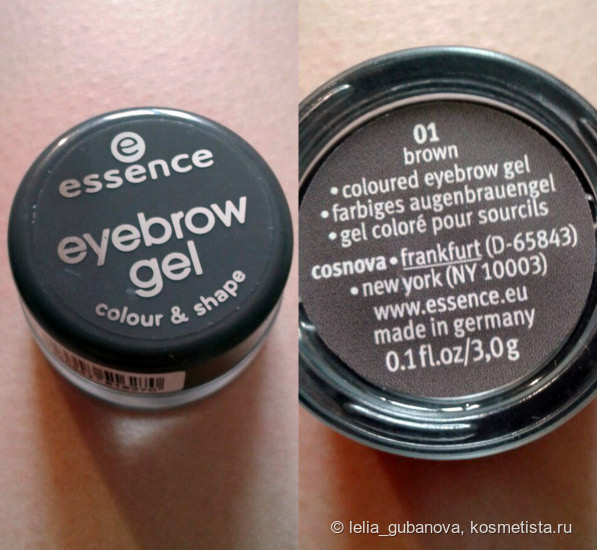 e
essence
eyebrow
gel
colour & shape
01
brown
• coloured eyebrow gel
• farbiges augenbrauengel
• gel coloré pour sourcils
cosnova • frankfurt (D-65843)
• new york (NY 10003)
www.essence.eu
made in germany
0.1 fl.oz/3,0g
© lelia_gubanova, kosmetista.ru